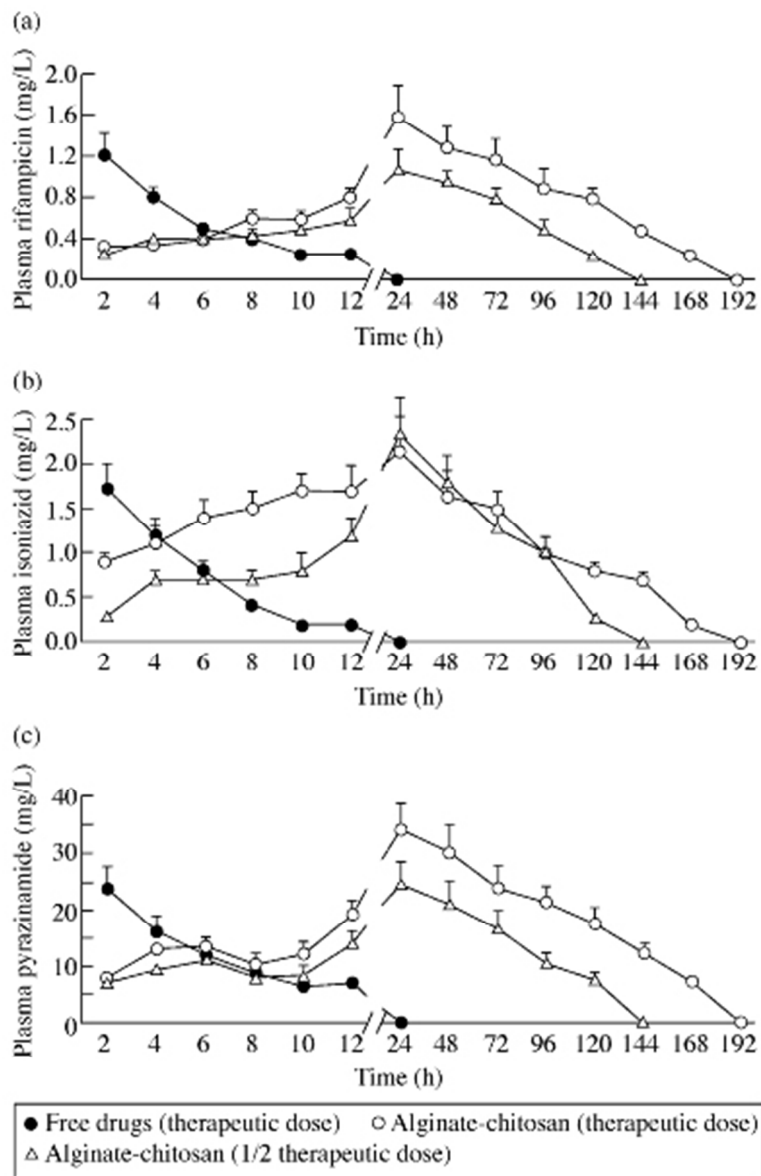 (a)
Plasma rifampicin (mg/L)
2.0
1.6
1.2
0.8
0.4
0.0
2 4 6 8 10 12 24 48 72 96 120 144 168 192
Time (h)
(b)
Plasma isoniazid (mg/L)
2.5
2.0
1.5
1.0
0.5
0.0
2 4 6 8 10 12 24 48 72 96 120 144 168 192
Time (h)
(c)
Plasma pyrazinamide (mg/L)
40
30
20
10
0
2 4 6 8 10 12 24 48 72 96 120 144 168 192
Time (h)
Free drugs (therapeutic dose) Alginate-chitosan (therapeutic dose)
Alginate-chitosan (1/2 therapeutic dose)